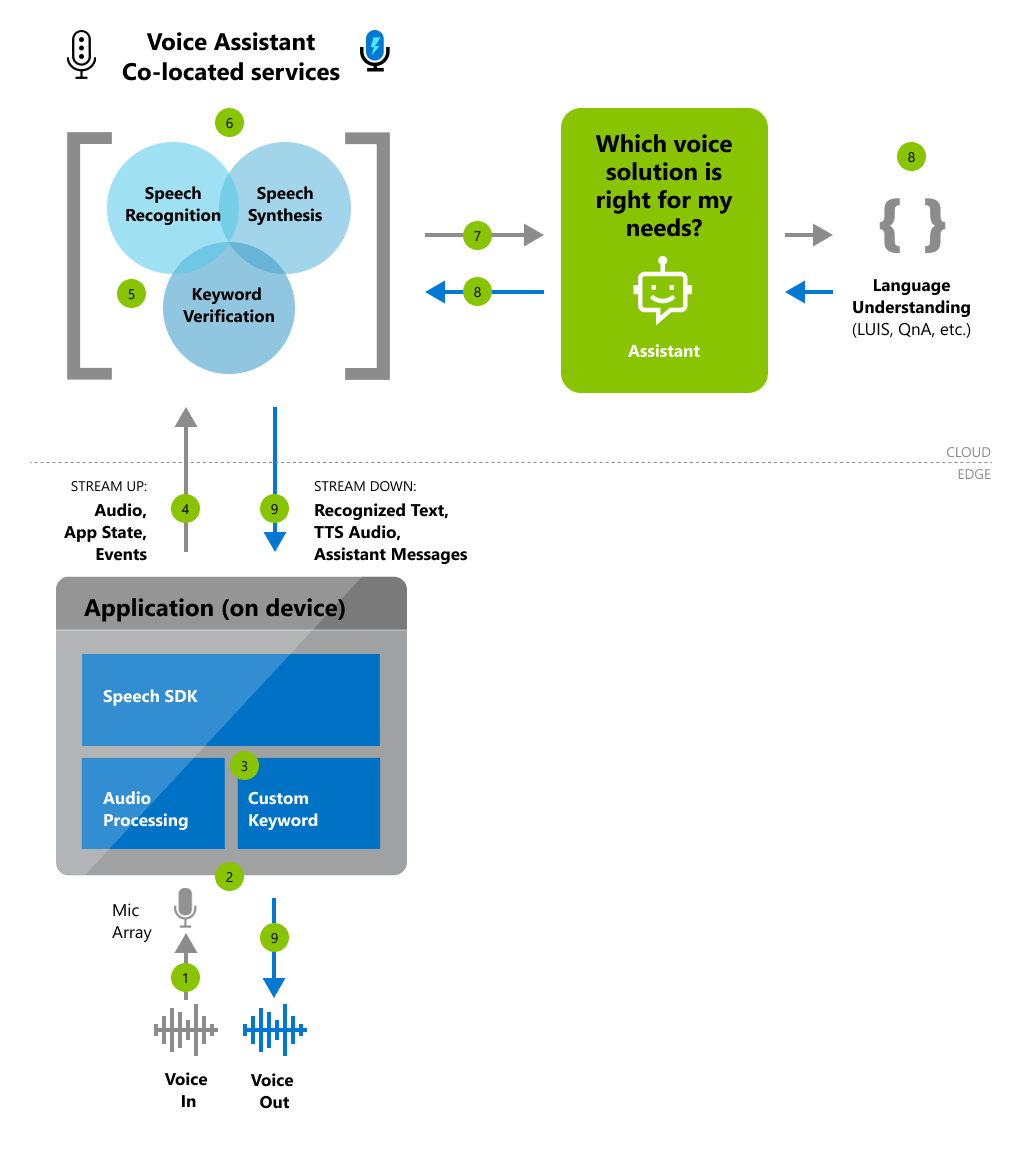 Voice Assistant
Co-located services
6
Speech
Recognition
Speech
Synthesis
5
Keyword
Verification
7
8
Which voice
solution is
right for my
needs?
Assistant
8
{ }
Language
Understanding
(LUIS, QnA, etc.)
CLOUD
EDGE
STREAM UP:
Audio,
App State,
Events
4
9
STREAM DOWN:
Recognized Text,
TTS Audio,
Assistant Messages
Application (on device)
Speech SDK
3
Audio
Processing
Custom
Keyword
2
Mic
Array
1
9
Voice
In
Voice
Out